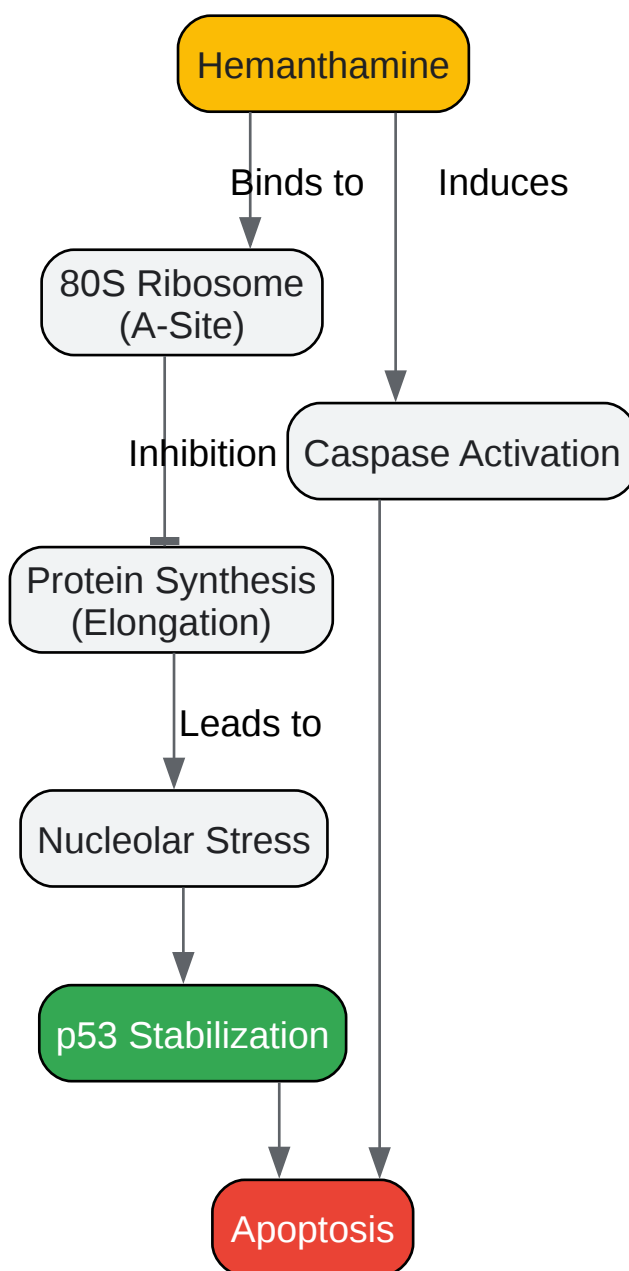 Hemanthamine
Binds to
Induces
80S Ribosome
(A-Site)
Inhibition
Caspase Activation
Protein Synthesis
(Elongation)
Leads to
Nucleolar Stress
p53 Stabilization
Apoptosis